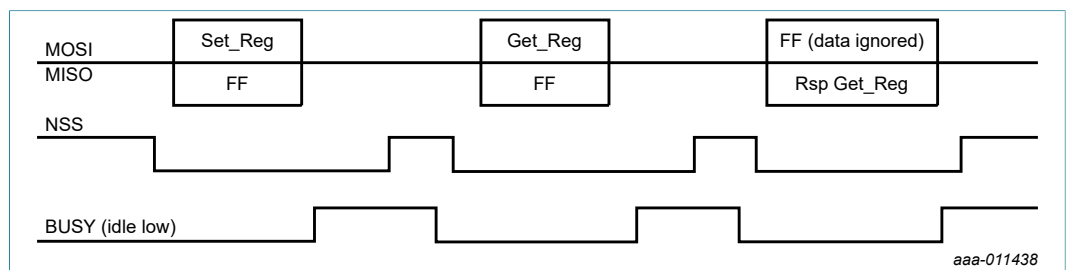 Set_Reg
Get_Reg
FF (data ignored)
MOSI
MISO
FF
FF
Rsp Get_Reg
NSS
BUSY (idle low)
aaa-011438